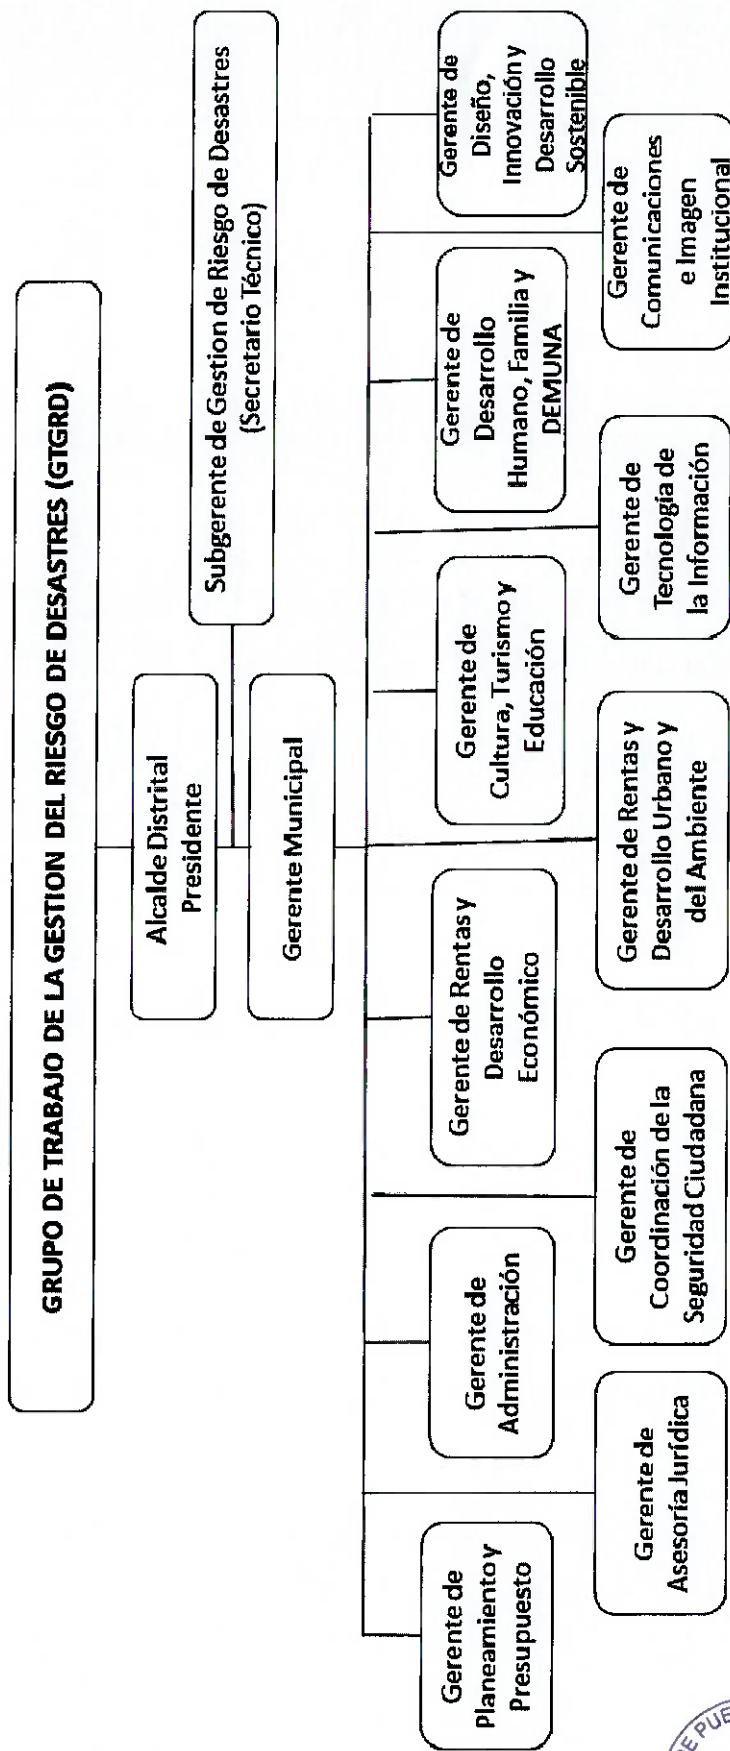 GRUPO DE TRABAJO DE LA GESTION DEL RIESGO DE DESASTRES (GTGRD)
Alcalde Distrital
Presidente
Subgerente de Gestion de Riesgo de Desastres
(Secretario Técnico)
Gerente Municipal
Gerente de
Planeamiento y
Presupuesto
Gerente de
Administración
Gerente de Rentas y
Desarrollo
Económico
Gerente de
Cultura, Turismo y
Educación
Gerente de
Desarrollo
Humano, Familia y
DEMUNA
Gerente de
Diseño,
Innovación y
Desarrollo
Sostenible
Gerente de
Asesoría Jurídica
Gerente de
Coordinación de la
Seguridad Ciudadana
Gerente de Rentas y
Desarrollo Urbano y
del Ambiente
Gerente de
Tecnología de
la Información
Gerente de
Comunicaciones
e Imagen
Institucional
DE PUE